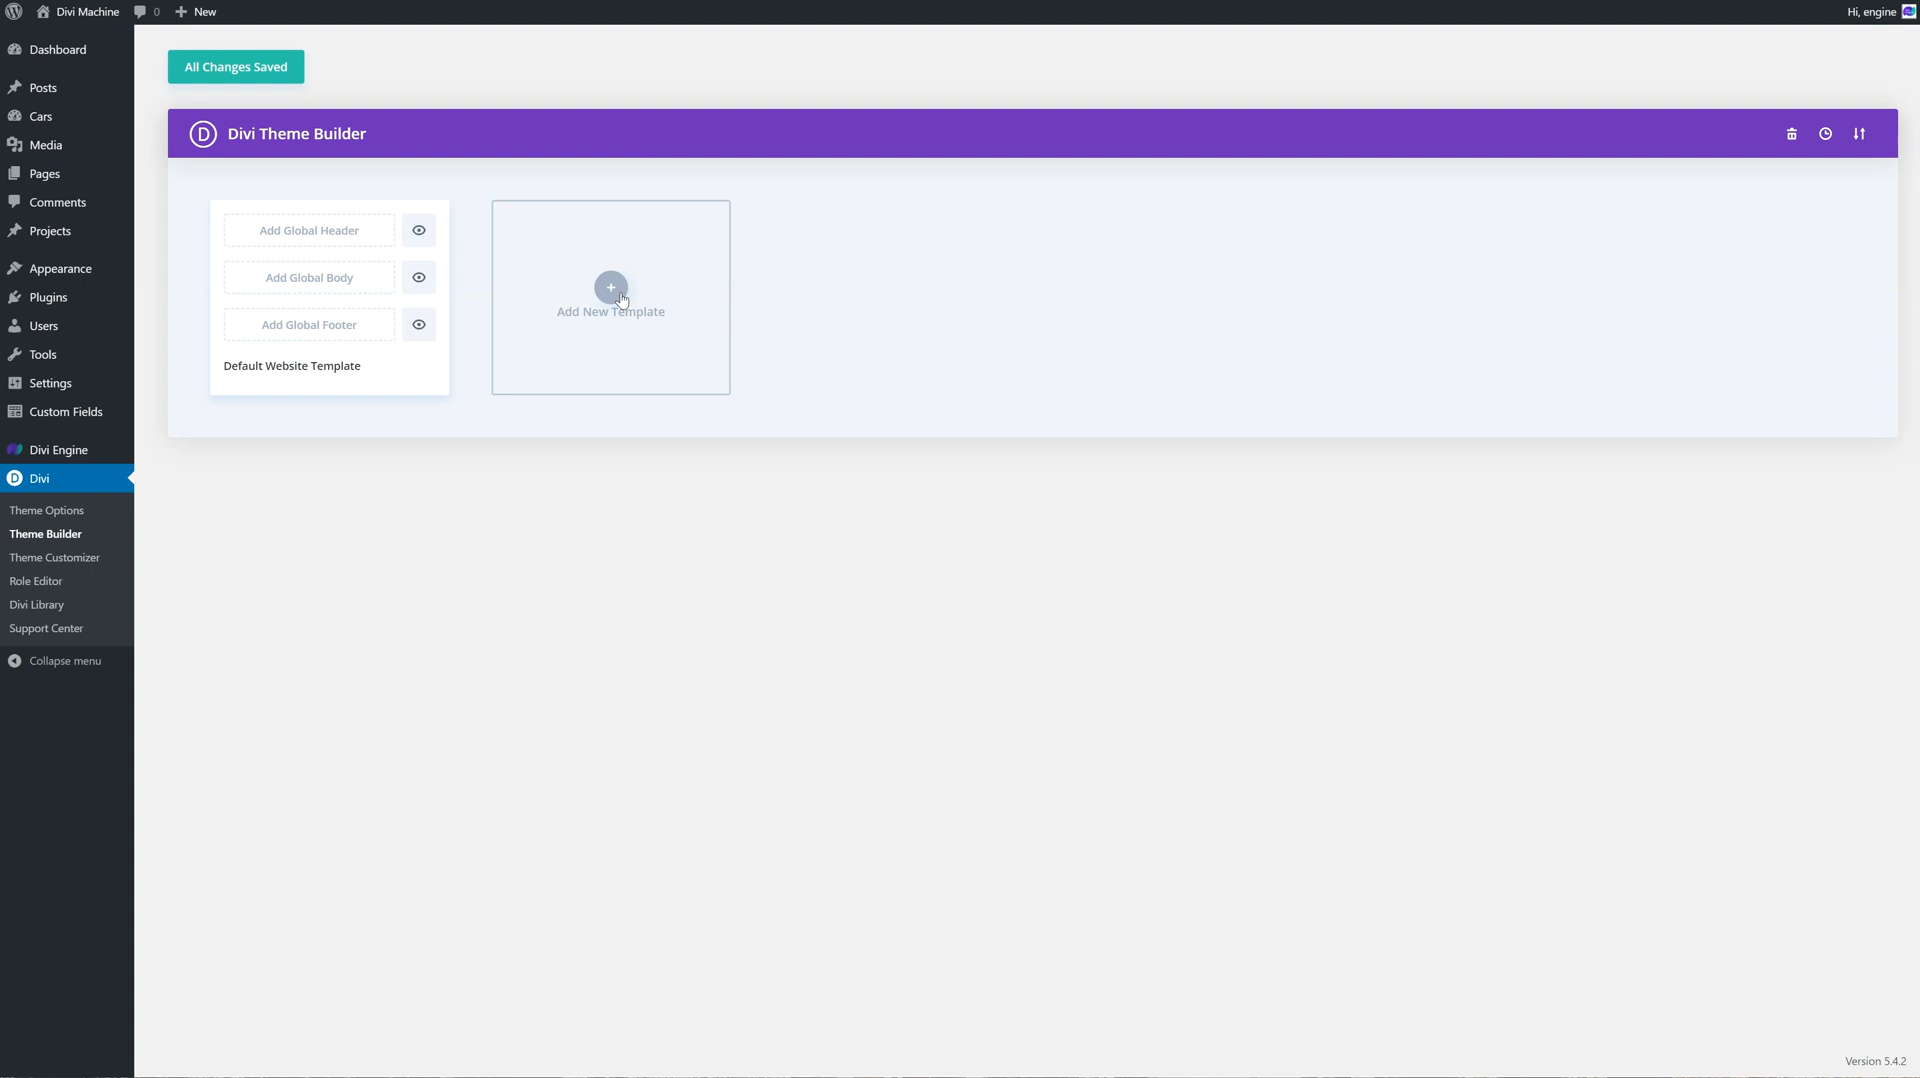 Divi Machine
0
New
Hi, engine
Dashboard
Posts
Cars
Media
Pages
Comments
Projects
Appearance
Plugins
Users
Tools
Settings
Custom Fields
Divi Engine
D Divi
Theme Options
Theme Builder
Theme Customizer
Role Editor
Divi Library
Support Center
Collapse menu
All Changes Saved
D Divi Theme Builder
Add Global Header
Add Global Body
Add Global Footer
Default Website Template
Add New Template
Version 5.4.2